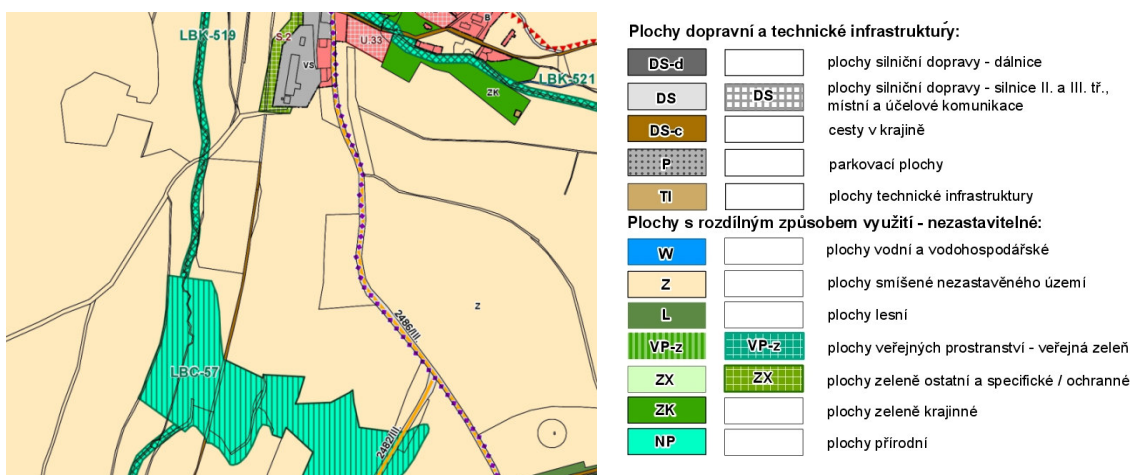 LBK-519
S.2
VS
U.33
B
ZK
LBK-521
Z
2486/III.
LBC-57
2482/III.
Plochy dopravní a technické infrastruktury:
DS-d
plochy silniční dopravy - dálnice
DS
DS
plochy silniční dopravy - silnice II. a III. tř.,
místní a účelové komunikace
DS-c
cesty v krajině
P
parkovací plochy
TI
plochy technické infrastruktury
Plochy s rozdílným způsobem využití - nezastavitelné:
W
plochy vodní a vodohospodářské
Z
plochy smíšené nezastavěného území
L
plochy lesní
VP-z
VP-z
plochy veřejných prostranství - veřejná zeleň
ZX
ZX
plochy zeleně ostatní a specifické / ochranné
ZK
plochy zeleně krajinné
NP
plochy přírodní